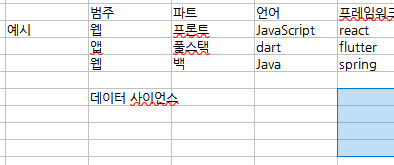 범주 파트 언어 프레임워크
예시 웹 프론트 JavaScript react
앱 풀스택 dart flutter
웹 백 Java spring
데이터 사이언스